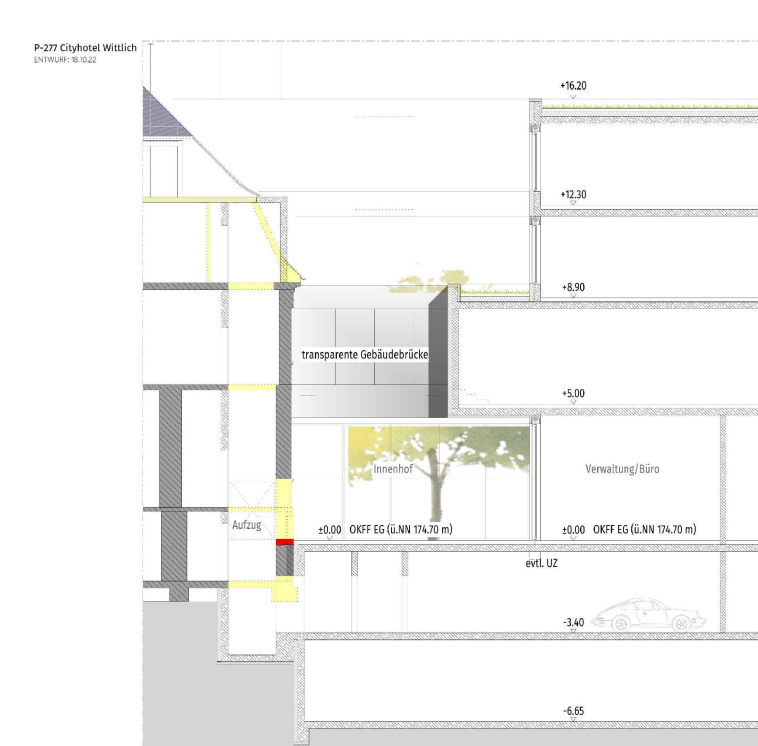 P-277 Cityhotel Wittlich
ENTWURF: 18.10.22
+16.20
+12.30
+8.90
transparente Gebäudebrücke
+5.00
Innenhof
Verwaltung/Büro
Aufzug
±0.00 OKFF EG (ü.NN 174.70 m)
±0.00 OKFF EG (ü.NN 174.70 m)
evtl. UZ
-3.40
-6.65